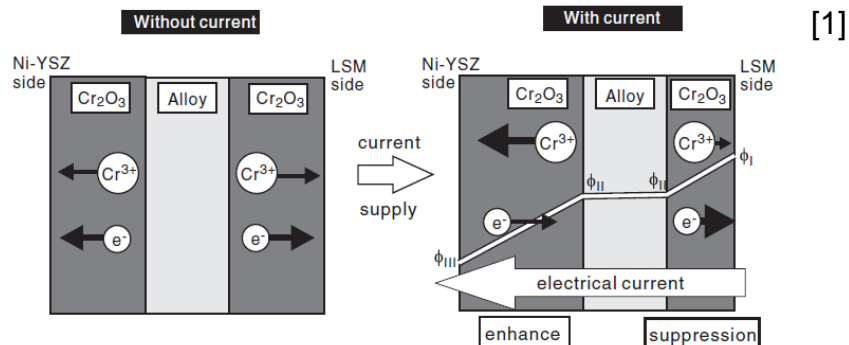 Without current
With current
[1]
Ni-YSZ
side
LSM
side
Cr₂O₃
Alloy
Cr₂O₃
Cr³⁺
Cr³⁺
e⁻
e⁻
current
supply
Ni-YSZ
side
LSM
side
Cr₂O₃
Alloy
Cr₂O₃
Cr³⁺
Cr³⁺
ϕI
ϕII
ϕII
e⁻
e⁻
ϕIII
electrical current
enhance
suppression